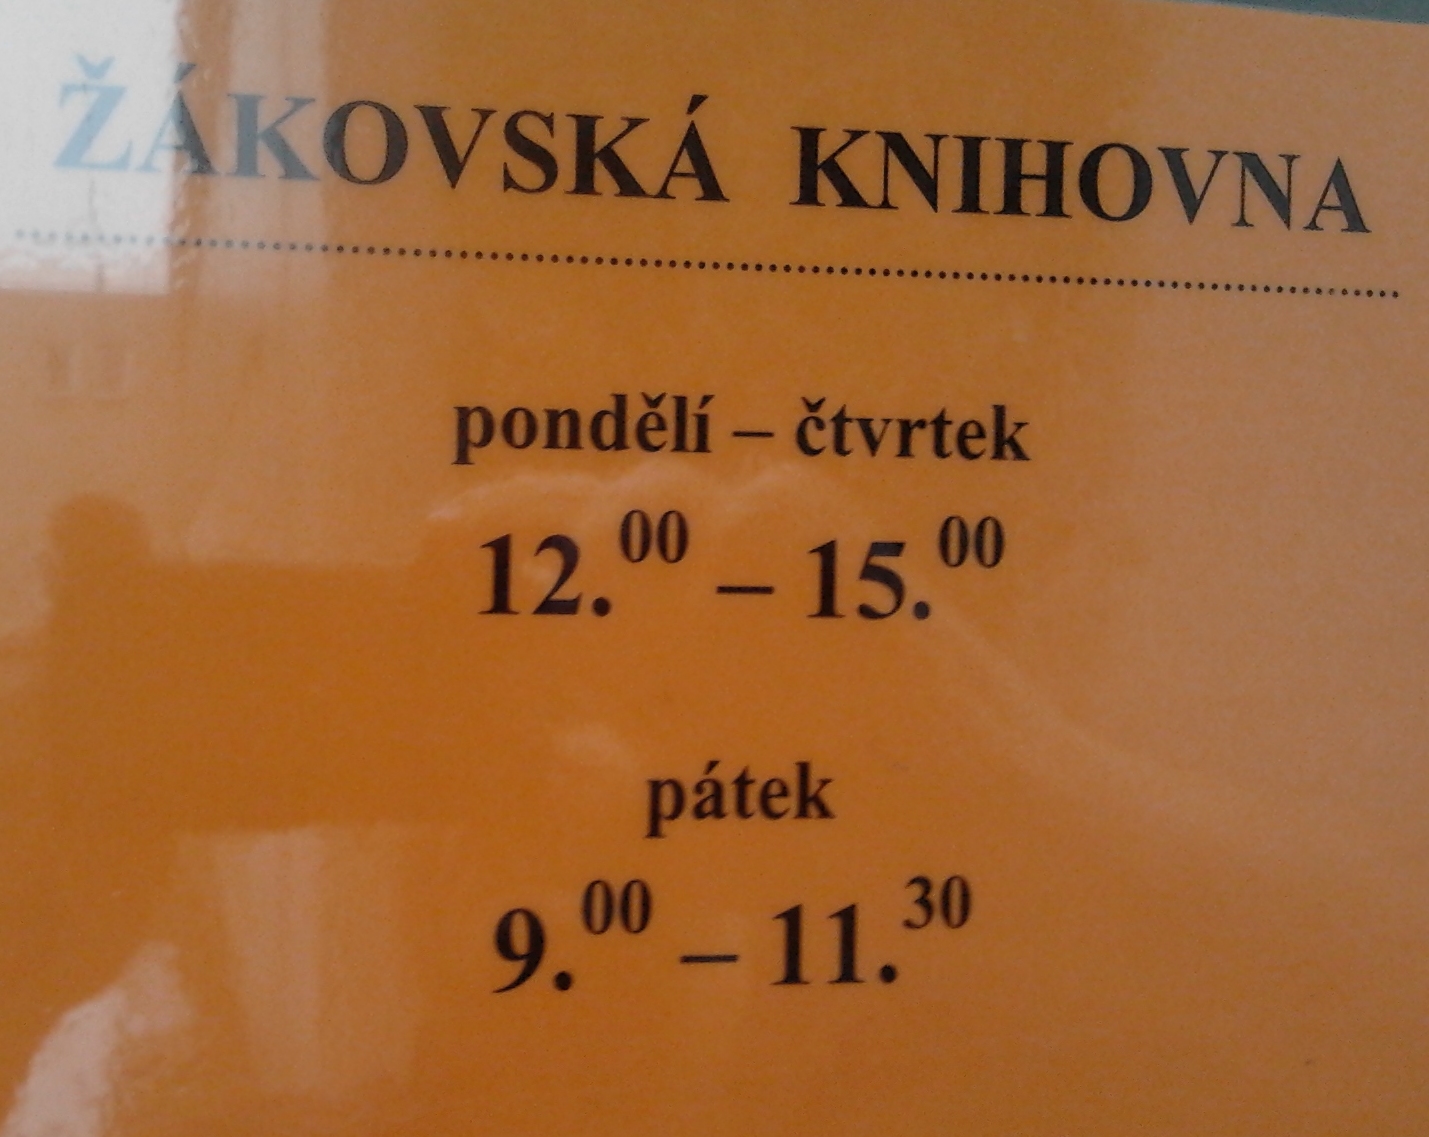 ŽÁKOVSKÁ KNIHOVNA
pondělí – čtvrtek
12.00 – 15.00
pátek
9.00 – 11.30